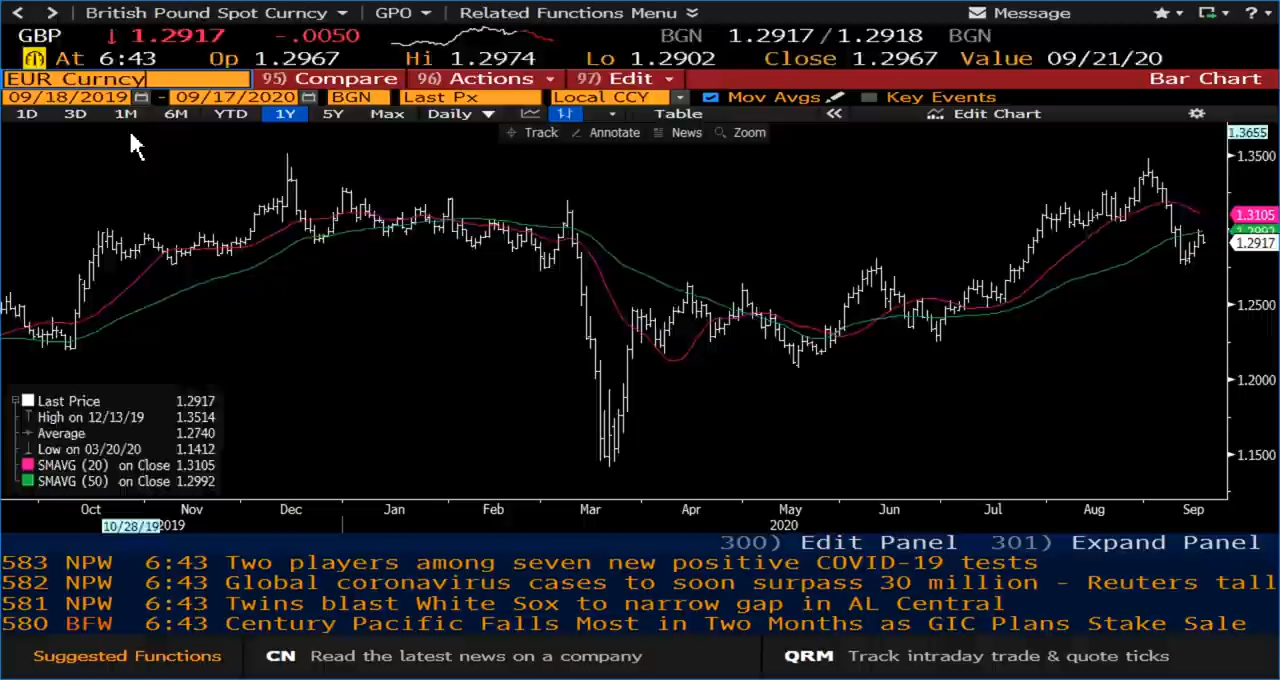 < > British Pound Spot Curncy GPO Related Functions Menu Message ?
GBP ↓ 1.2917 -.0050 BGN 1.2917 / 1.2918 BGN
At 6:43 Op 1.2967 Hi 1.2974 Lo 1.2902 Close 1.2967 Value 09/21/20
EUR Curncy 95) Compare 96) Actions 97) Edit Bar Chart
09/18/2019 - 09/17/2020 BGN Last Px Local CCY Mov Avgs Key Events
1D 3D 1M 6M YTD 1Y 5Y Max Daily Table « Edit Chart
Track Annotate News Zoom
1.3655
1.3500
1.3105
1.2992
1.2917
1.2500
1.2000
1.1500
Last Price 1.2917
High on 12/13/19 1.3514
Average 1.2740
Low on 03/20/20 1.1412
SMAVG (20) on Close 1.3105
SMAVG (50) on Close 1.2992
Oct Nov Dec Jan Feb Mar Apr May Jun Jul Aug Sep
10/28/19 2019 2020
300) Edit Panel 301) Expand Panel
583 NPW 6:43 Two players among seven new positive COVID-19 tests
582 NPW 6:43 Global coronavirus cases to soon surpass 30 million - Reuters tall
581 NPW 6:43 Twins blast White Sox to narrow gap in AL Central
580 BFW 6:43 Century Pacific Falls Most in Two Months as GIC Plans Stake Sale
Suggested Functions CN Read the latest news on a company QRM Track intraday trade & quote ticks